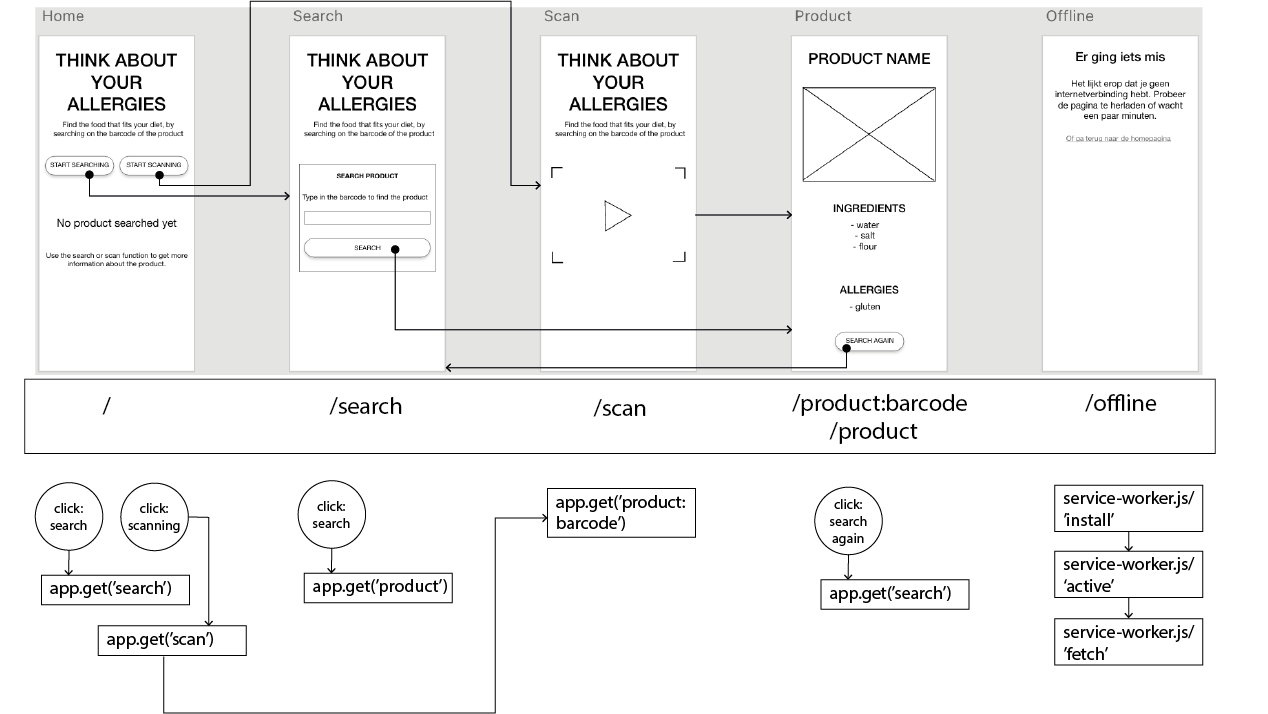 Home
Search
Scan
Product
Offline
THINK ABOUT
YOUR
ALLERGIES
Find the food that fits your diet, by
searching on the barcode of the product
START SEARCHING
START SCANNING
No product searched yet
Use the search or scan function to get more
information about the product.
THINK ABOUT
YOUR
ALLERGIES
Find the food that fits your diet, by
searching on the barcode of the product
SEARCH PRODUCT
Type in the barcode to find the product
SEARCH
THINK ABOUT
YOUR
ALLERGIES
Find the food that fits your diet, by
searching on the barcode of the product
PRODUCT NAME
INGREDIENTS
- water
- salt
- flour
ALLERGIES
- gluten
SEARCH AGAIN
Er ging iets mis
Het lijkt erop dat je geen
internetverbinding hebt. Probeer
de pagina te herladen of wacht
een paar minuten.
Of ga terug naar de homepagina
/
/search
/scan
/product:barcode
/product
/offline
click:
search
click:
scanning
app.get('search')
app.get('scan')
click:
search
app.get('product')
app.get('product:
barcode')
click:
search
again
app.get('search')
service-worker.js/
'install'
service-worker.js/
'active'
service-worker.js/
'fetch'